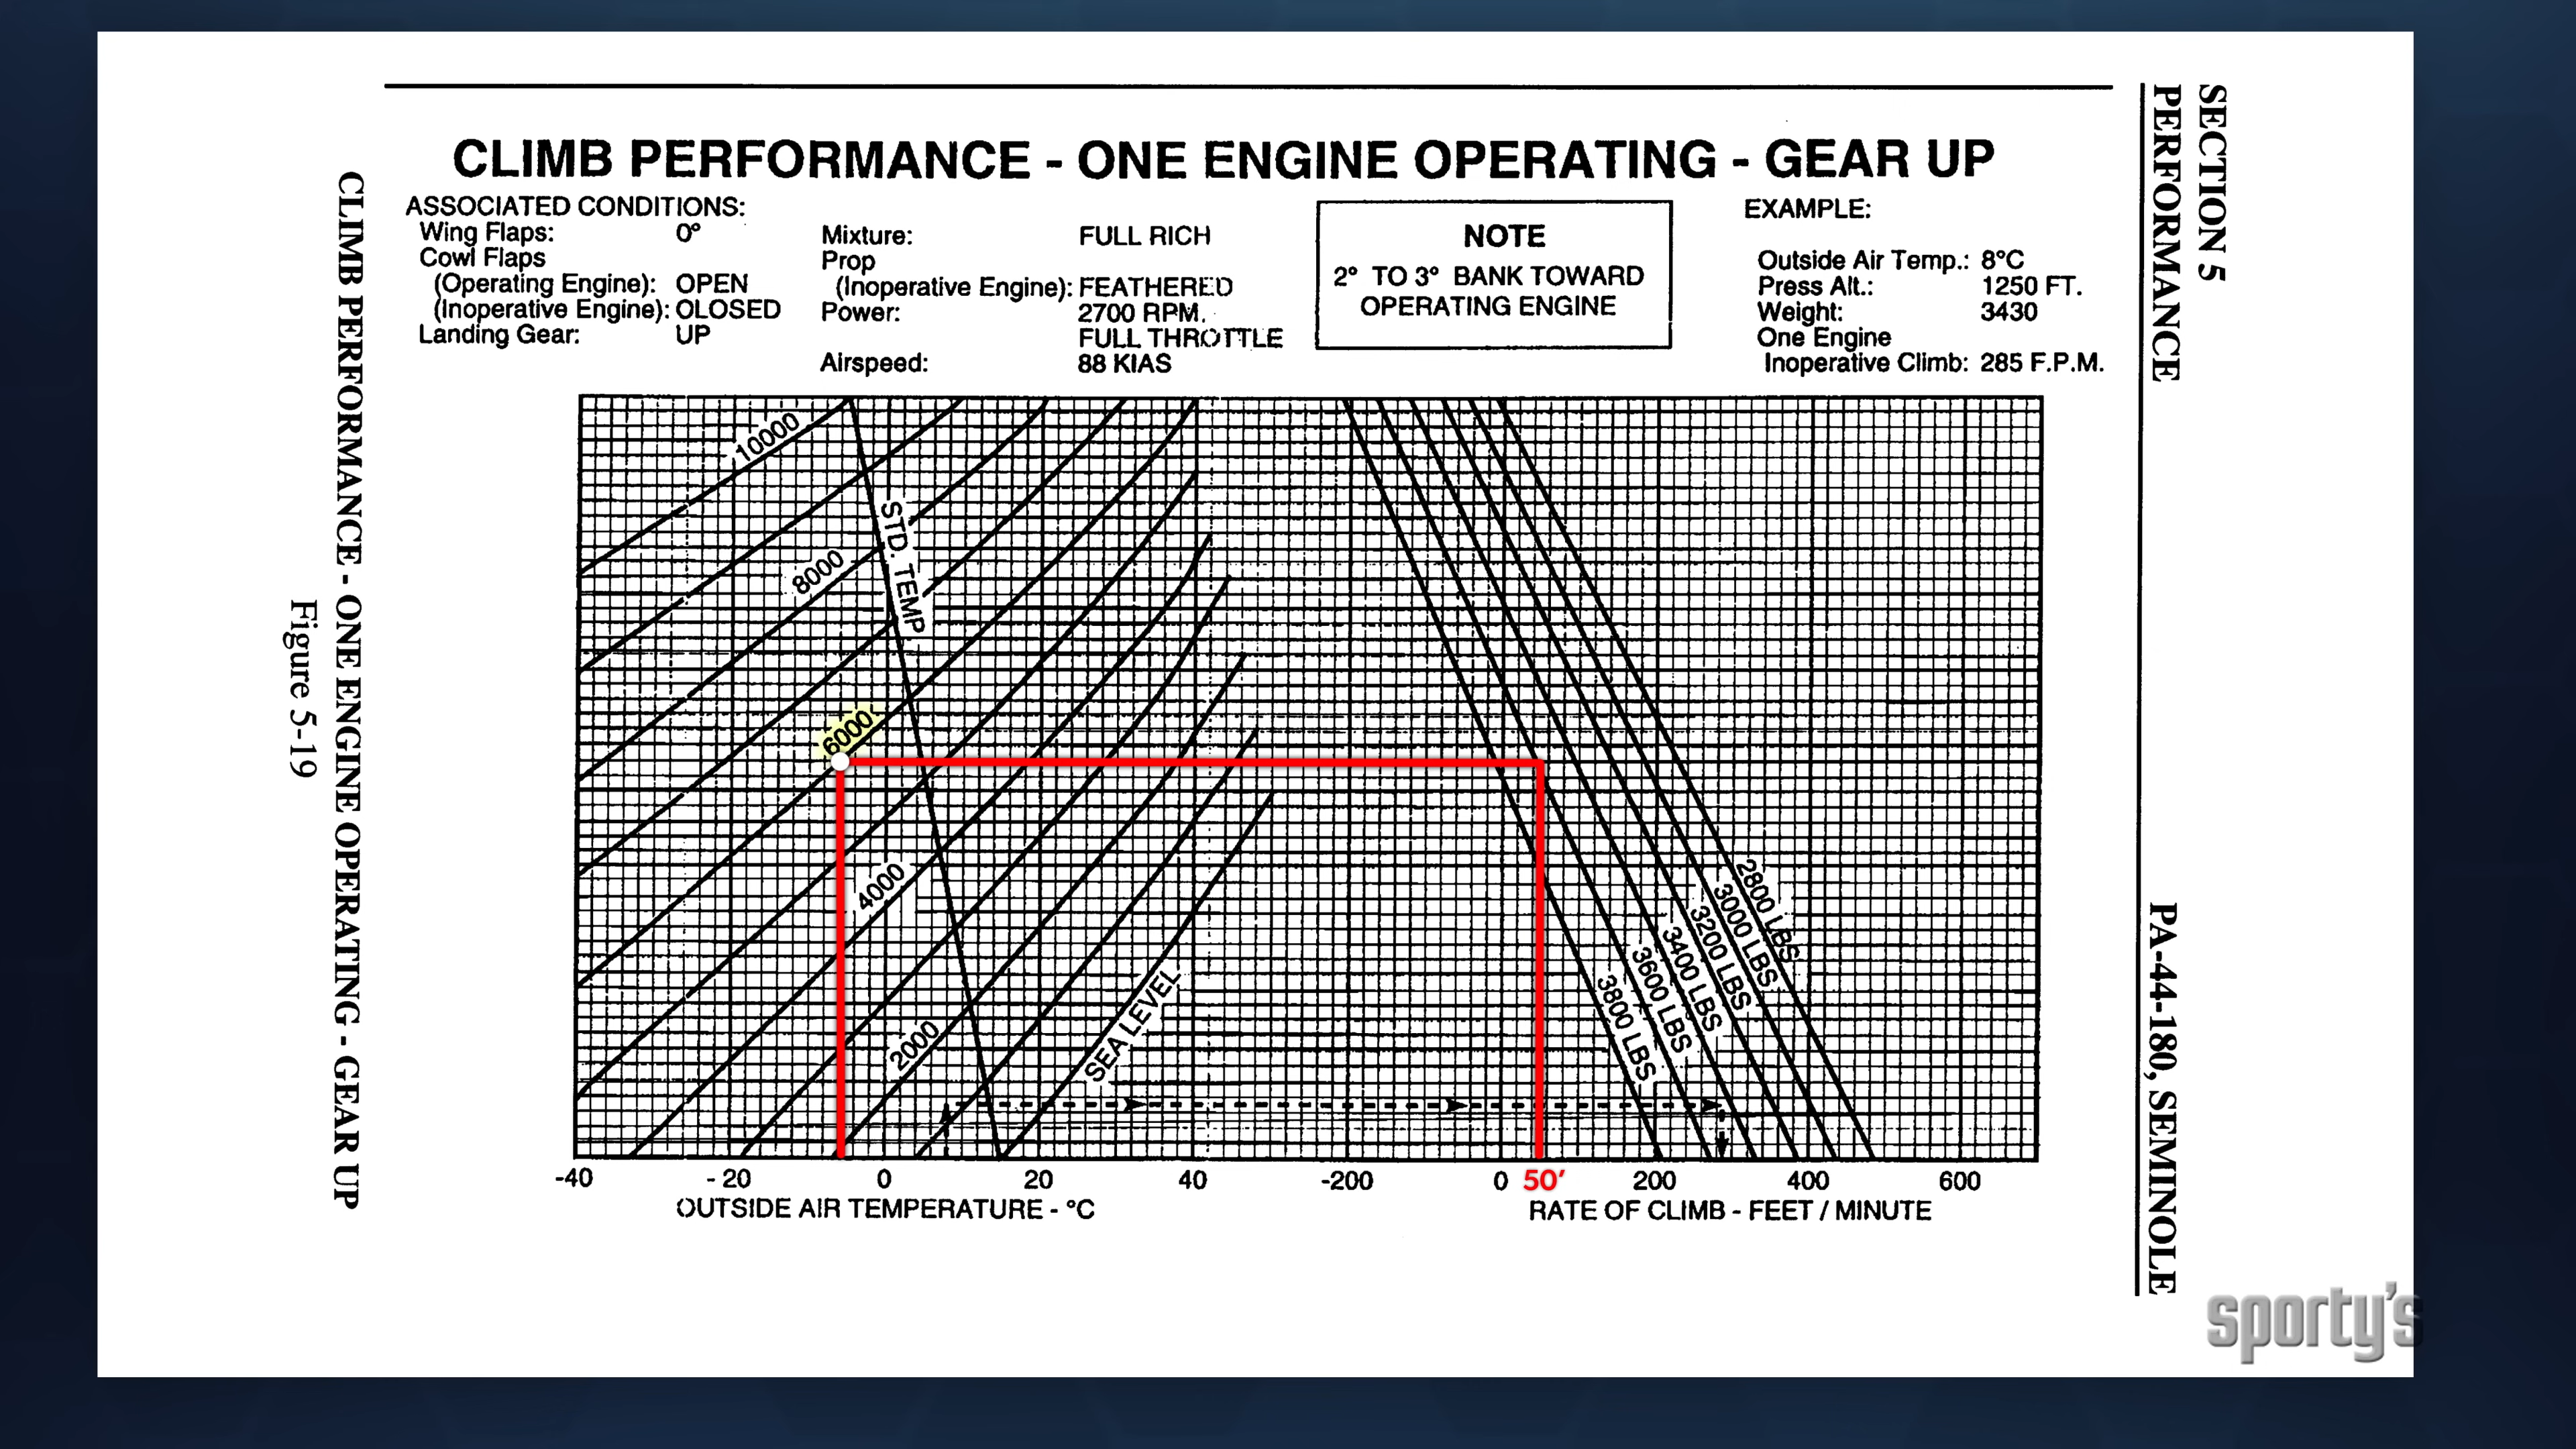 SECTION 5
PERFORMANCE
PA-44-180, SEMINOLE
CLIMB PERFORMANCE - ONE ENGINE OPERATING - GEAR UP
ASSOCIATED CONDITIONS:
Wing Flaps: 0°
Cowl Flaps
(Operating Engine): OPEN
(Inoperative Engine): OLOSED
Landing Gear: UP
Mixture: FULL RICH
Prop
(Inoperative Engine): FEATHERED
Power: 2700 RPM.
FULL THROTTLE
Airspeed: 88 KIAS
NOTE
2° TO 3° BANK TOWARD
OPERATING ENGINE
EXAMPLE:
Outside Air Temp.: 8°C
Press Alt.: 1250 FT.
Weight: 3430
One Engine
Inoperative Climb: 285 F.P.M.
10000
STD. TEMP
8000
6000
4000
2000
SEA LEVEL
2800 LBS
3000 LBS
3200 LBS
3400 LBS
3600 LBS
3800 LBS
-40 -20 0 20 40 -200 0 50' 200 400 600
OUTSIDE AIR TEMPERATURE - °C
RATE OF CLIMB - FEET / MINUTE
CLIMB PERFORMANCE - ONE ENGINE OPERATING - GEAR UP
Figure 5-19
sporty's